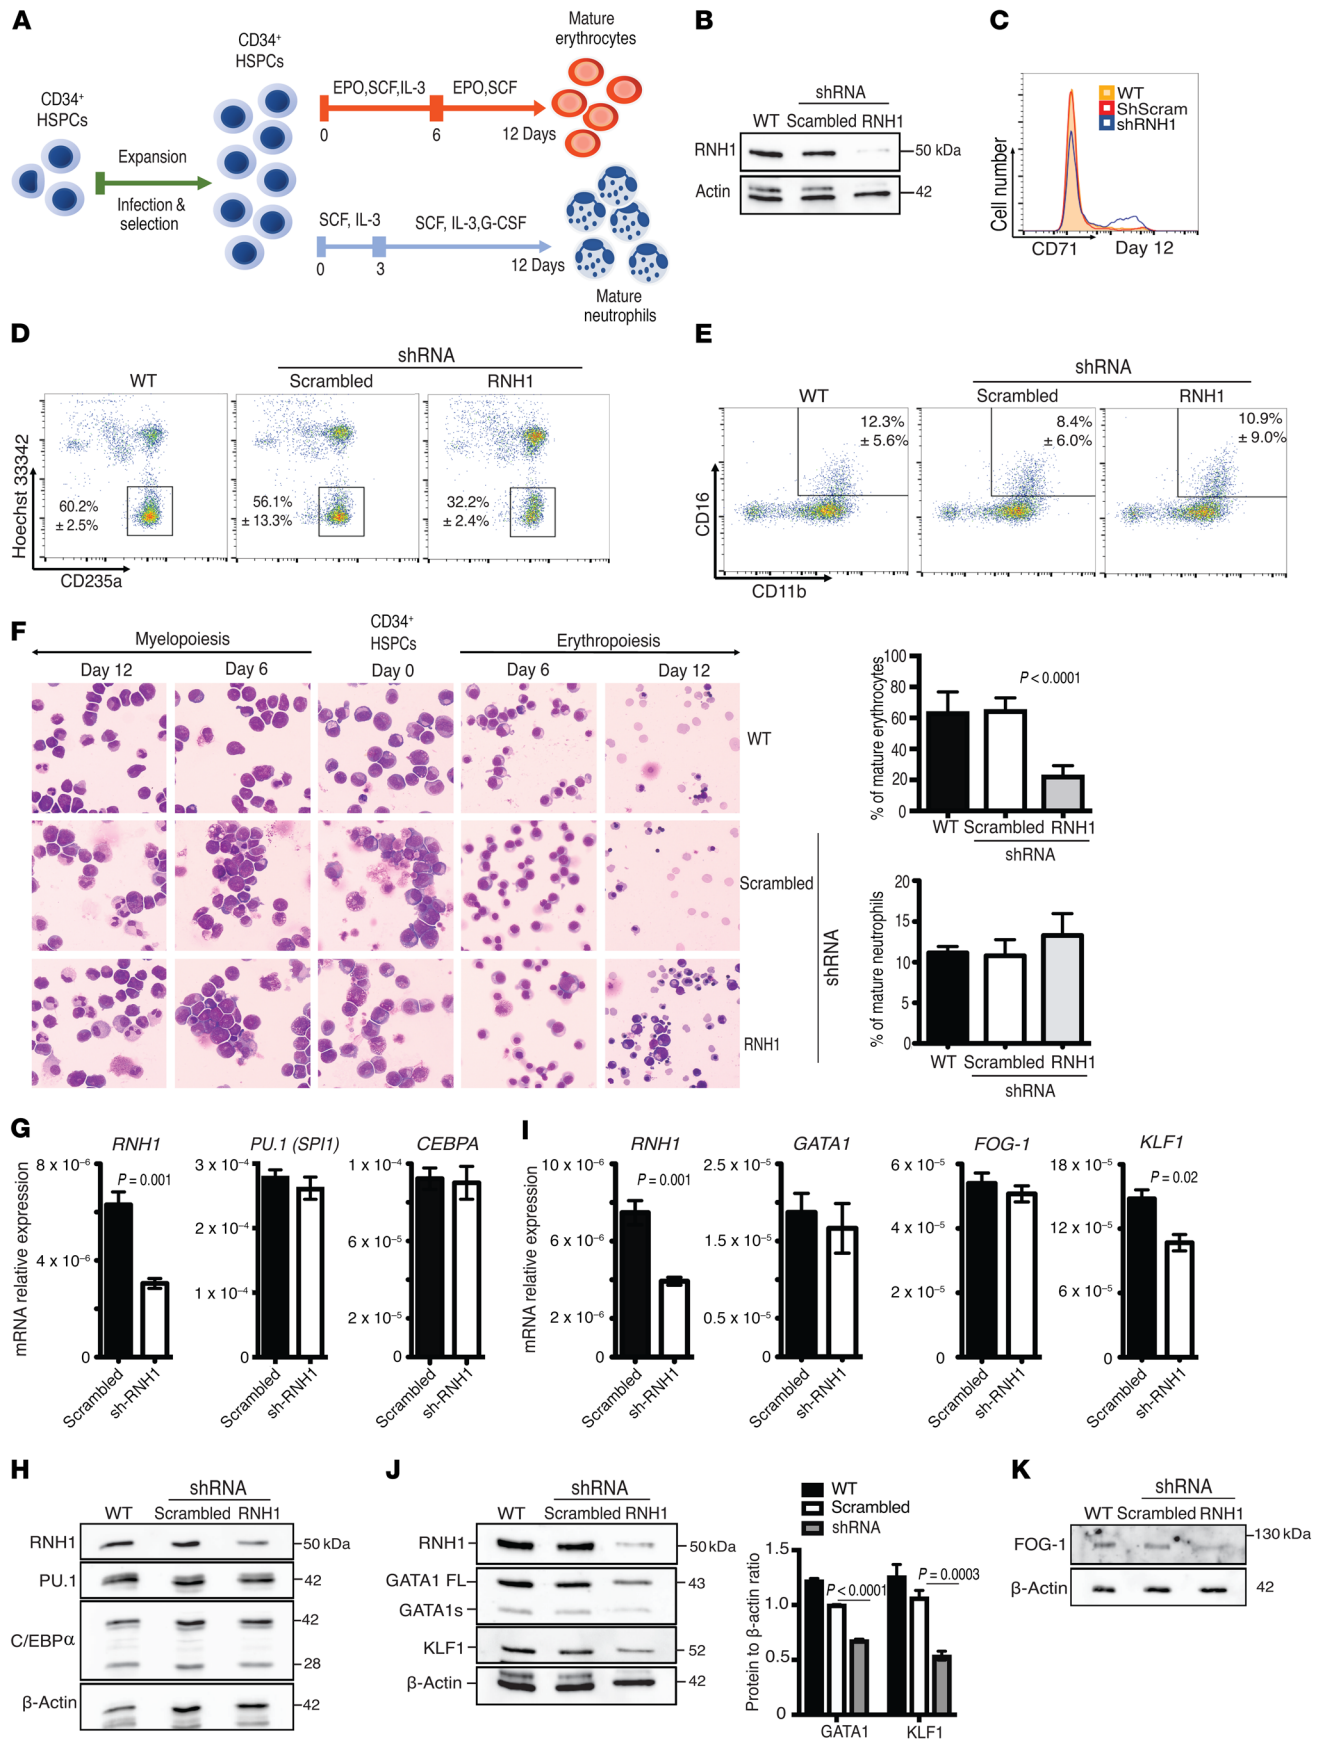 A
CD34+
HSPCs
Expansion
Infection &
selection
CD34+
HSPCs
EPO,SCF,IL-3
EPO,SCF
0
6
12 Days
Mature
erythrocytes
SCF, IL-3
SCF, IL-3,G-CSF
0
3
12 Days
Mature
neutrophils
B
shRNA
WT Scambled RNH1
RNH1
50 kDa
Actin
42
C
WT
ShScram
shRNH1
Cell number
CD71
Day 12
D
shRNA
WT
Scrambled
RNH1
Hoechst 33342
60.2%
± 2.5%
56.1%
± 13.3%
32.2%
± 2.4%
CD235a
E
shRNA
WT
Scrambled
RNH1
12.3%
± 5.6%
8.4%
± 6.0%
10.9%
± 9.0%
CD16
CD11b
F
Myelopoiesis
CD34+
HSPCs
Erythropoiesis
Day 12
Day 6
Day 0
Day 6
Day 12
WT
Scrambled
RNH1
shRNA
% of mature erythrocytes
100
80
60
40
20
0
P < 0.0001
WT Scrambled RNH1
shRNA
% of mature neutrophils
20
15
10
5
0
WT Scrambled RNH1
shRNA
G
mRNA relative expression
RNH1
8 x 10−6
4 x 10−6
0
P = 0.001
Scrambled
sh-RNH1
PU.1 (SPI1)
3 x 10−4
2 x 10−4
1 x 10−4
0
Scrambled
sh-RNH1
CEBPA
1 x 10−4
6 x 10−5
2 x 10−5
0
Scrambled
sh-RNH1
I
mRNA relative expression
RNH1
10 x 10−6
6 x 10−6
2 x 10−6
0
P = 0.001
Scrambled
sh-RNH1
GATA1
2.5 x 10−5
1.5 x 10−5
0.5 x 10−5
0
Scrambled
sh-RNH1
FOG-1
6 x 10−5
4 x 10−5
2 x 10−5
0
Scrambled
sh-RNH1
KLF1
18 x 10−5
12 x 10−5
6 x 10−5
0
P = 0.02
Scrambled
sh-RNH1
H
shRNA
WT Scrambled RNH1
RNH1
50 kDa
PU.1
42
C/EBPα
42
28
β-Actin
42
J
shRNA
WT Scrambled RNH1
RNH1
50 kDa
GATA1 FL
43
GATA1s
KLF1
52
β-Actin
42
WT
Scrambled
shRNA
Protein to β-actin ratio
1.5
1.0
0.5
0
P < 0.0001
P = 0.0003
GATA1
KLF1
K
shRNA
WT Scrambled RNH1
FOG-1
130 kDa
β-Actin
42